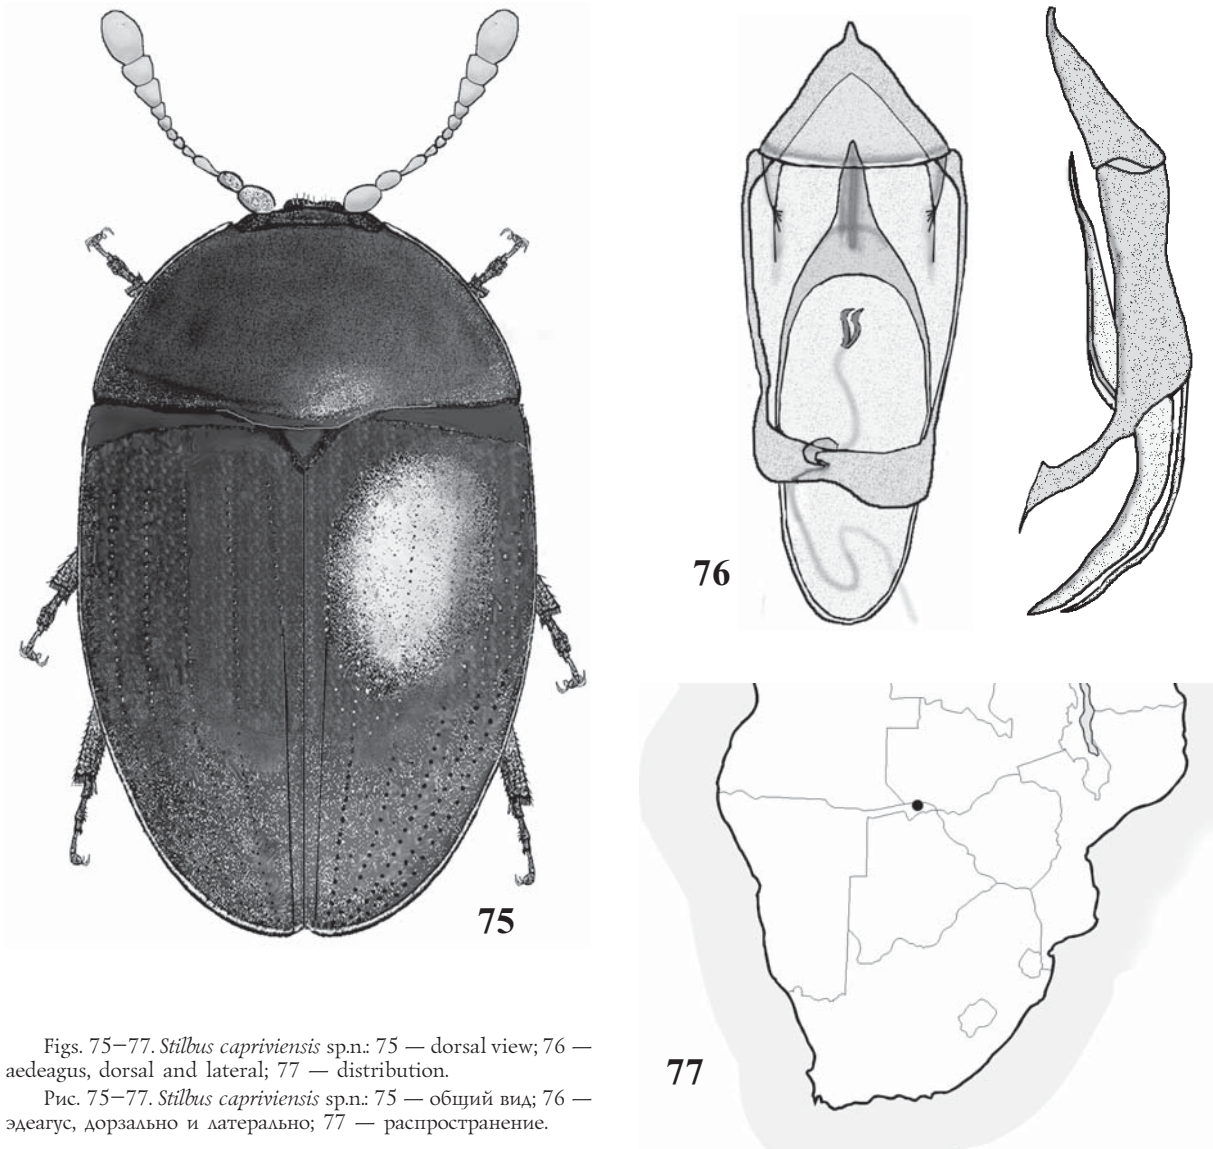 75
76
77
Figs. 75–77. Stilbus capriviensis sp.n.: 75 — dorsal view; 76 —
aedeagus, dorsal and lateral; 77 — distribution.
Рис. 75–77. Stilbus capriviensis sp.n.: 75 — общий вид; 76 —
эдеагус, дорзально и латерально; 77 — распространение.